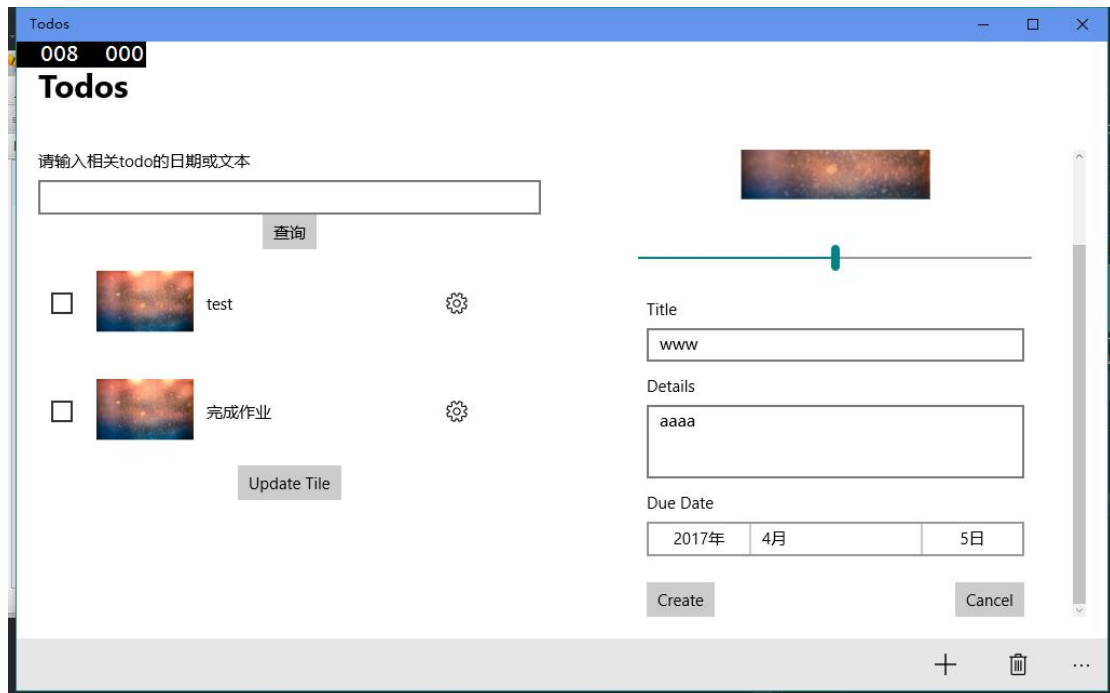 Todos
008 000
Todos
请输入相关todo的日期或文本
查询
test
完成作业
Update Tile
Title
www
Details
aaaa
Due Date
2017年 4月 5日
Create Cancel